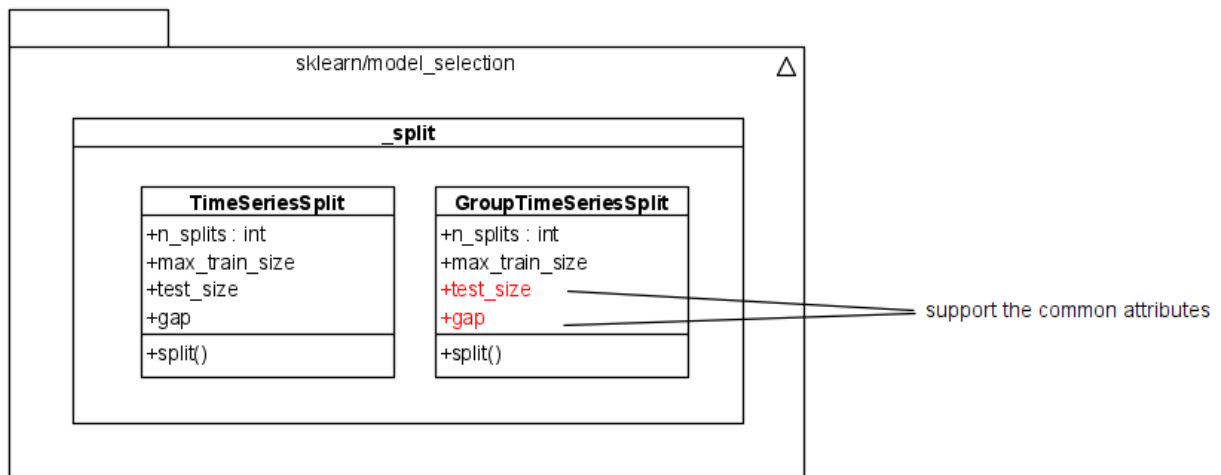 sklearn/model_selection
_split
TimeSeriesSplit
+n_splits : int
+max_train_size
+test_size
+gap
+split()
GroupTimeSeriesSplit
+n_splits : int
+max_train_size
+test_size
+gap
+split()
support the common attributes